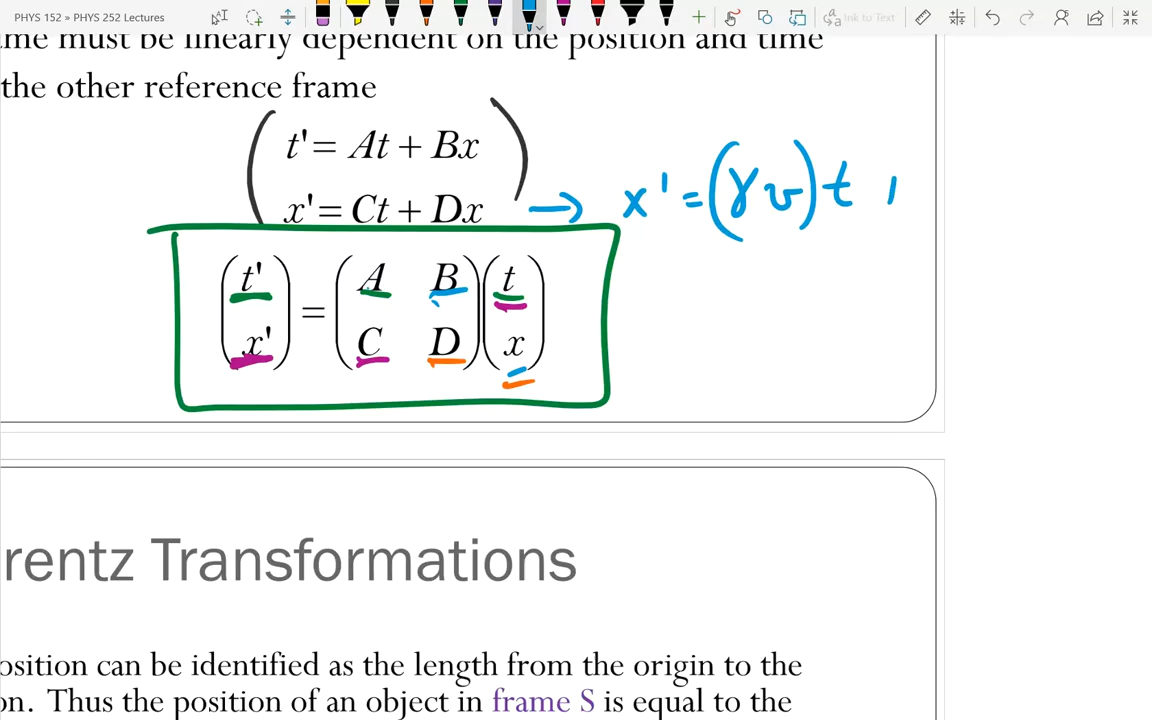 PHYS 152 » PHYS 252 Lectures
Ink to Text
me must be linearly dependent on the position and time
the other reference frame
t' = At + Bx
x' = Ct + Dx → x' = (γv)t
(t' x') = (A B C D)(t x)
rentz Transformations
osition can be identified as the length from the origin to the
on. Thus the position of an object in frame S is equal to the